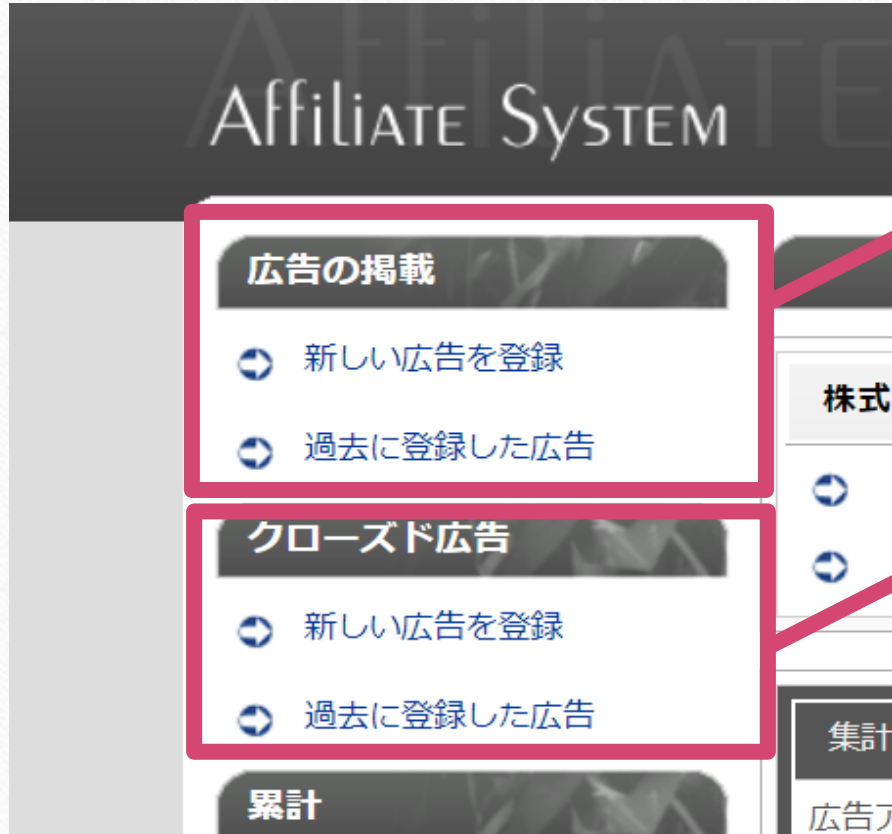 Affiliate System
広告の掲載
新しい広告を登録
過去に登録した広告
クローズド広告
新しい広告を登録
過去に登録した広告
累計
株式
集計
広告ア